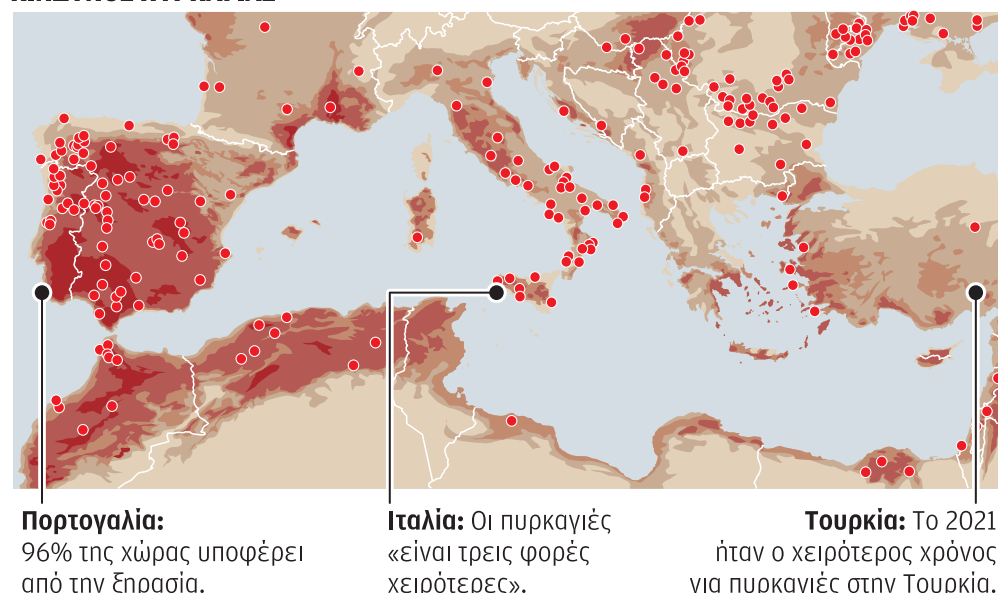 Πορτογαλία:
96% της χώρας υποφέρει
από την ξηρασία.
Ιταλία: Οι πυρκαγιές
«είναι τρεις φορές
χειρότερες».
Τουρκία: Το 2021
ήταν ο χειρότερος χρόνος
για πυρκαγιές στην Τουρκία.